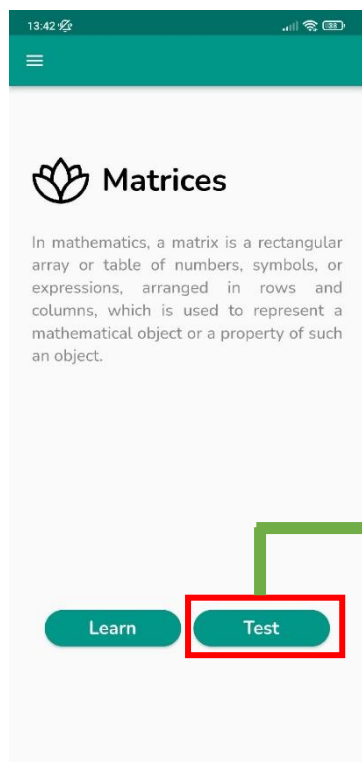 13:42
Matrices
In mathematics, a matrix is a rectangular
array or table of numbers, symbols, or
expressions, arranged in rows and
columns, which is used to represent a
mathematical object or a property of such
an object.
Learn Test